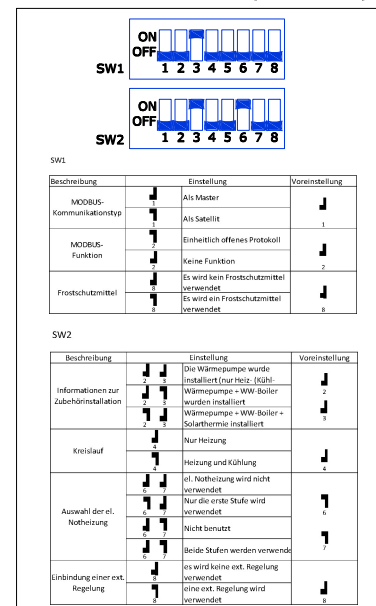 ON
OFF
SW1 1 2 3 4 5 6 7 8
ON
OFF
SW2 1 2 3 4 5 6 7 8
SW1
Beschreibung Einstellung Voreinstellung
MODBUS-
Kommunikationstyp
1 Als Master
1 Als Satellit
1
MODBUS-
Funktion
2 Einheitlich offenes Protokoll
2 Keine Funktion
2
Frostschutzmittel
8 Es wird kein Frostschutzmittel
verwendet
8 Es wird ein Frostschutzmittel
verwendet
8
SW2
Beschreibung Einstellung Voreinstellung
Informationen zur
Zubehörinstallation
2 3 Die Wärmepumpe wurde
installiert (nur Heiz- (Kühl-
2 3 Wärmepumpe + WW-Boiler
wurden installiert
2 3 Wärmepumpe + WW-Boiler +
Solarthermie installiert
2
3
Kreislauf
4 Nur Heizung
4 Heizung und Kühlung
4
Auswahl der el.
Notheizung
6 7 el. Notheizung wird nicht
verwendet
6 7 Nur die erste Stufe wird
verwendet
6 7 Nicht benutzt
6 7 Beide Stufen werden verwende
6
7
Einbindung einer ext.
Regelung
8 es wird keine ext. Regelung
verwendet
8 eine ext. Regelung wird
verwendet
8